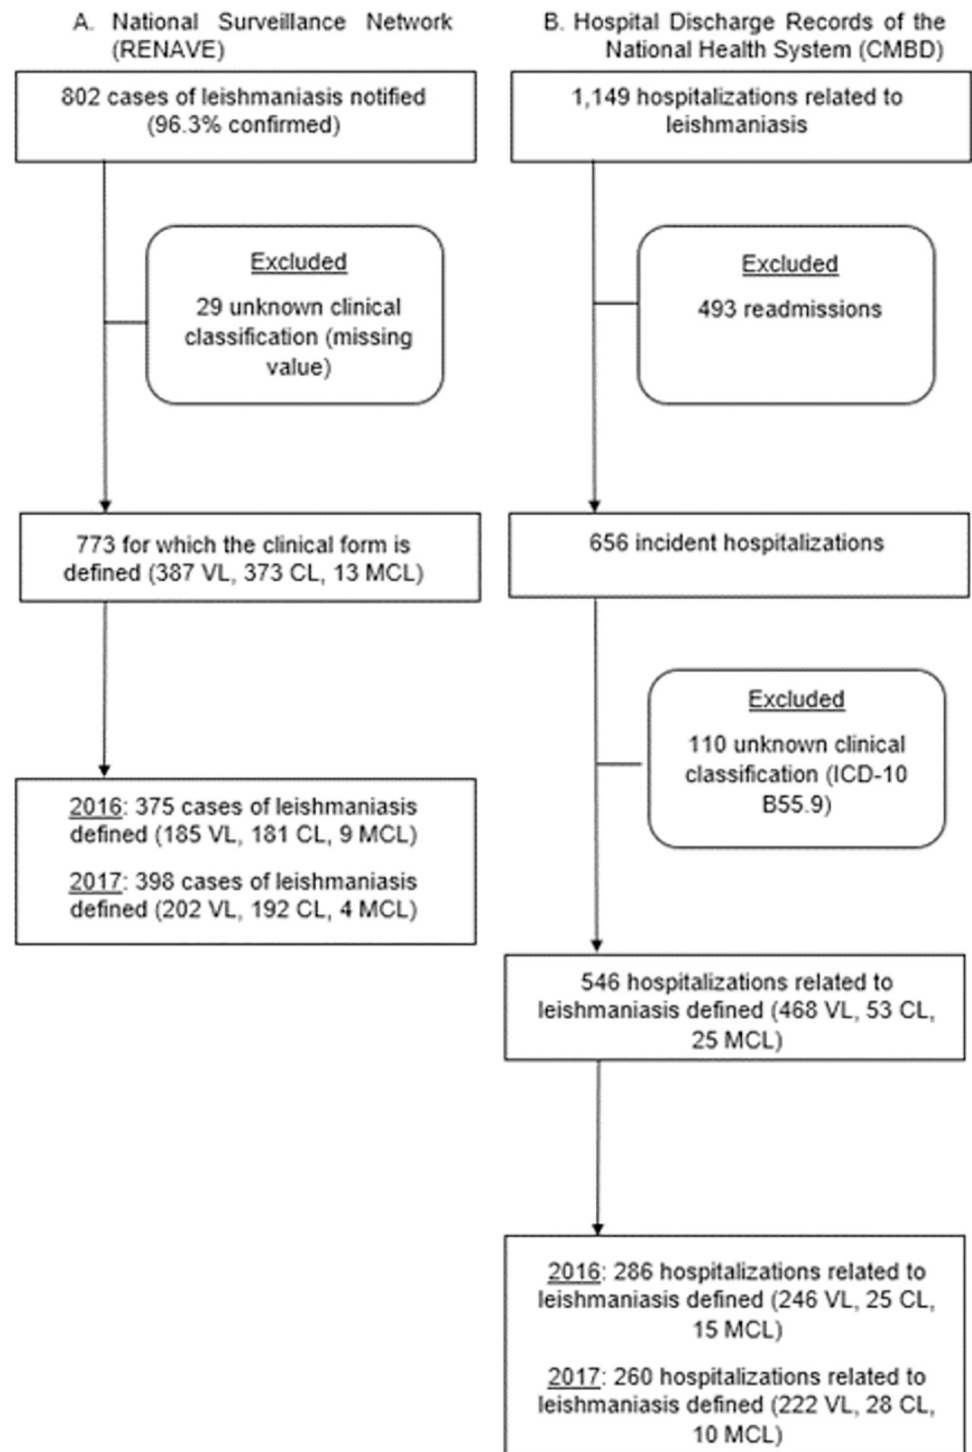 A. National Surveillance Network
(RENAVE)
802 cases of leishmaniasis notified
(96.3% confirmed)
Excluded
29 unknown clinical
classification (missing
value)
773 for which the clinical form is
defined (387 VL, 373 CL, 13 MCL)
2016: 375 cases of leishmaniasis
defined (185 VL, 181 CL, 9 MCL)
2017: 398 cases of leishmaniasis
defined (202 VL, 192 CL, 4 MCL)
B. Hospital Discharge Records of the
National Health System (CMBD)
1,149 hospitalizations related to
leishmaniasis
Excluded
493 readmissions
656 incident hospitalizations
Excluded
110 unknown clinical
classification (ICD-10
B55.9)
546 hospitalizations related to
leishmaniasis defined (468 VL, 53 CL,
25 MCL)
2016: 286 hospitalizations related to
leishmaniasis defined (246 VL, 25 CL,
15 MCL)
2017: 260 hospitalizations related to
leishmaniasis defined (222 VL, 28 CL,
10 MCL)